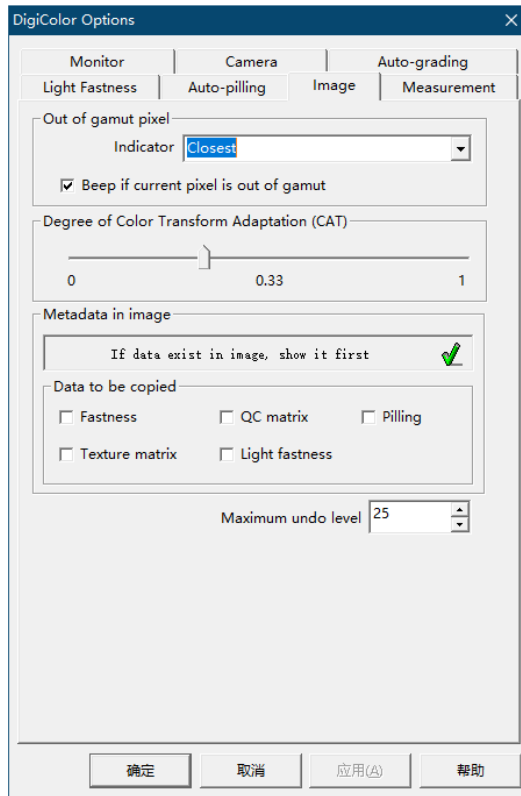 DigiColor Options
Monitor Camera Auto-grading
Light Fastness Auto-pilling Image Measurement
Out of gamut pixel
Indicator Closest
Beep if current pixel is out of gamut
Degree of Color Transform Adaptation (CAT)
0 0.33 1
Metadata in image
If data exist in image, show it first
Data to be copied
Fastness QC matrix Pilling
Texture matrix Light fastness
Maximum undo level 25
确定 取消 应用(A) 帮助